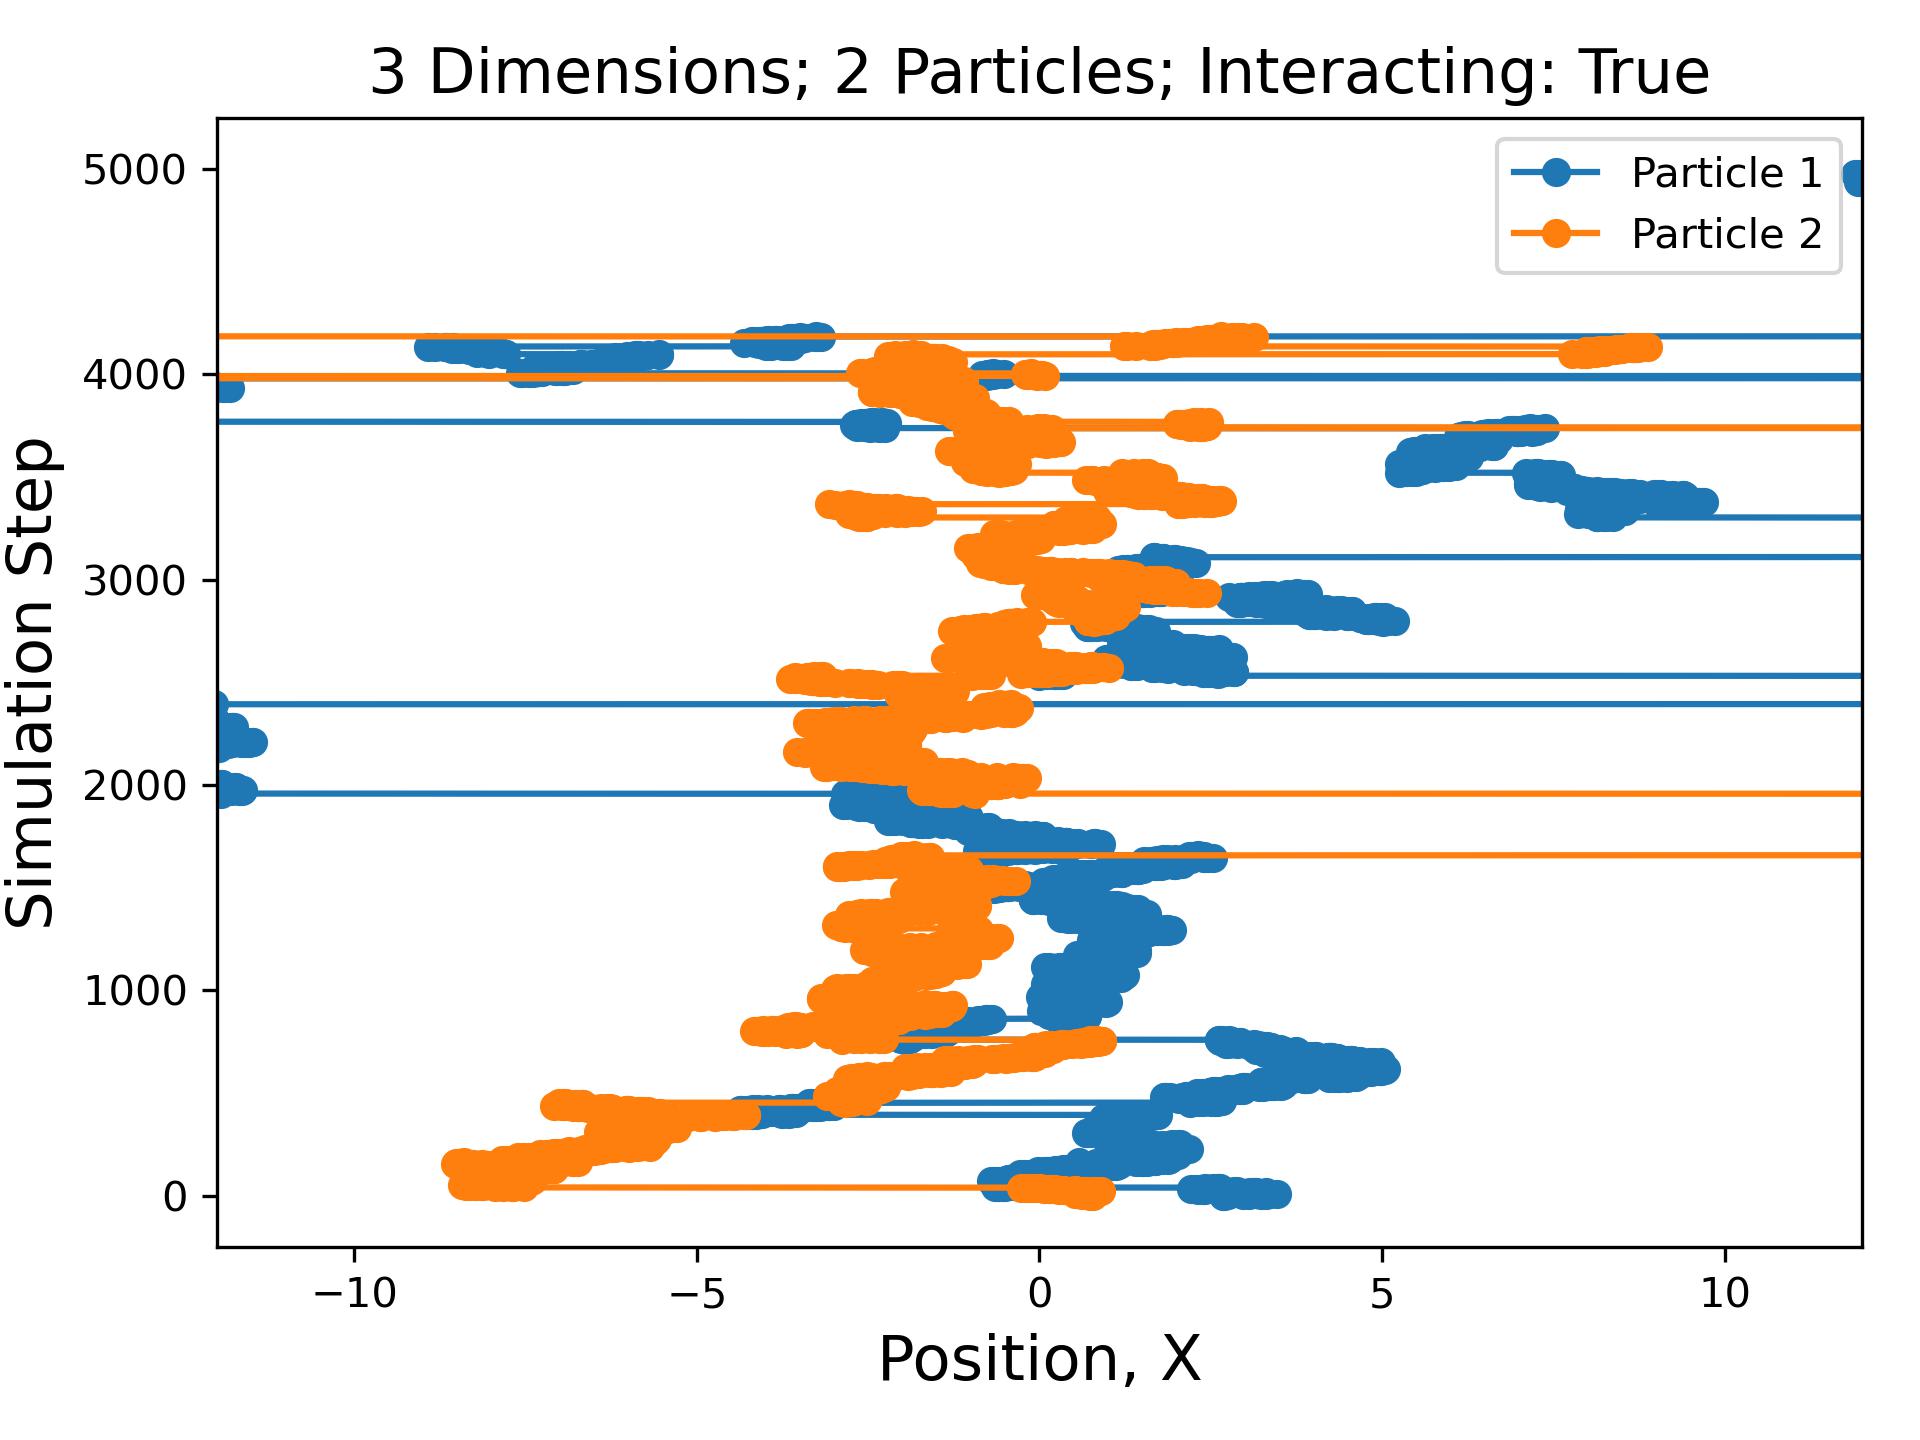 3 Dimensions; 2 Particles; Interacting: True
Particle 1
Particle 2
Simulation Step
5000
4000
3000
2000
1000
0
−10
−5
0
5
10
Position, X